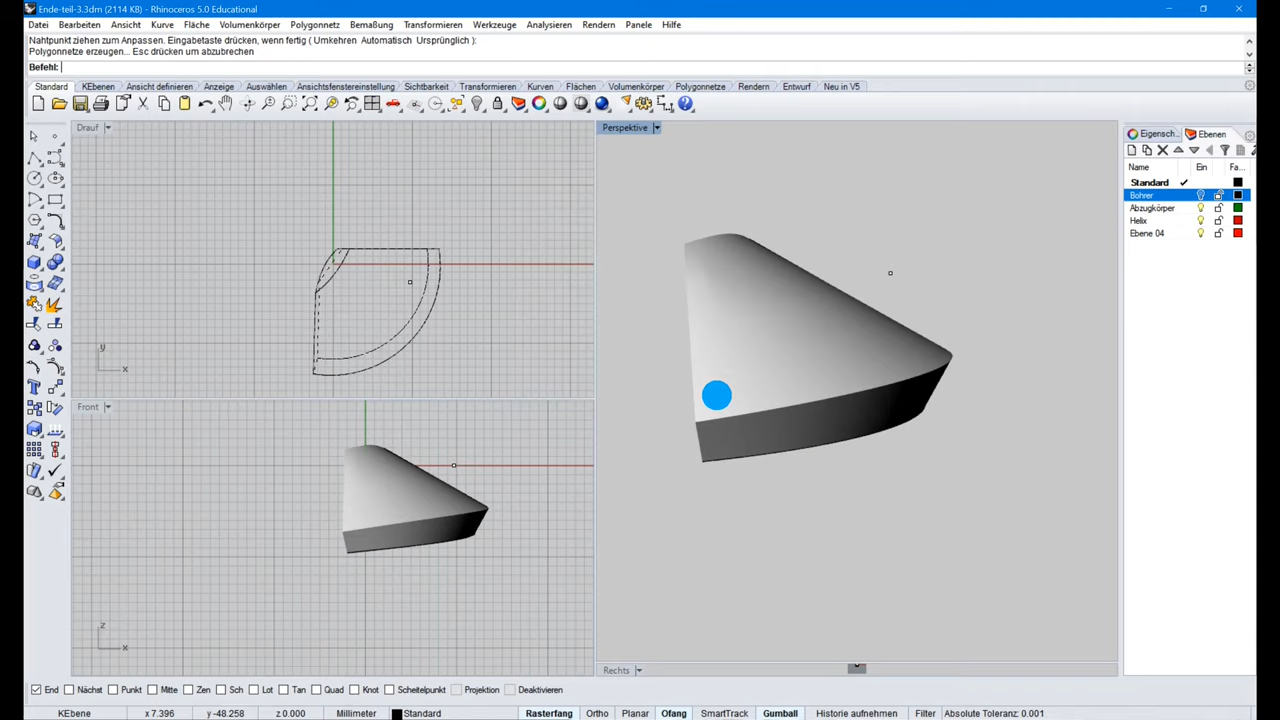 Ende-teil-3.3dm (2114 KB) - Rhinoceros 5.0 Educational
Datei Bearbeiten Ansicht Kurve Fläche Volumenkörper Polygonnetz Bemaßung Transformieren Werkzeuge Analysieren Rendern Panele Hilfe
Nahtpunkt ziehen zum Anpassen. Eingabetaste drücken, wenn fertig ( Umkehren Automatisch Ursprünglich ):
Polygonnetze erzeugen... Esc drücken um abzubrechen
Befehl:
Standard KEbenen Ansicht definieren Anzeige Auswählen Ansichtsfenstereinstellung Sichtbarkeit Transformieren Kurven Flächen Volumenkörper Polygonnetze Rendern Entwurf Neu in V5
Drauf
Perspektive
Eigensch... Ebenen
Name Ein Fa...
Standard
Bohrer
Abzugkörper
Helix
Ebene 04
y
x
Front
z
x
Rechts
End Nächst Punkt Mitte Zen Sch Lot Tan Quad Knot Scheitelpunkt Projektion Deaktivieren
KEbene x 7.396 y -48.258 z 0.000 Millimeter Standard Rasterfang Ortho Planar Ofang SmartTrack Gumball Historie aufnehmen Filter Absolute Toleranz: 0.001